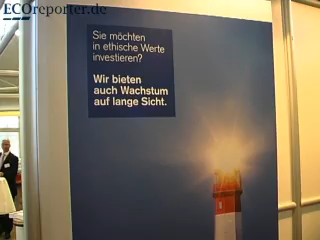 ECOreporter.de
Sie möchten
in ethische Werte
investieren?
Wir bieten
auch Wachstum
auf lange Sicht.